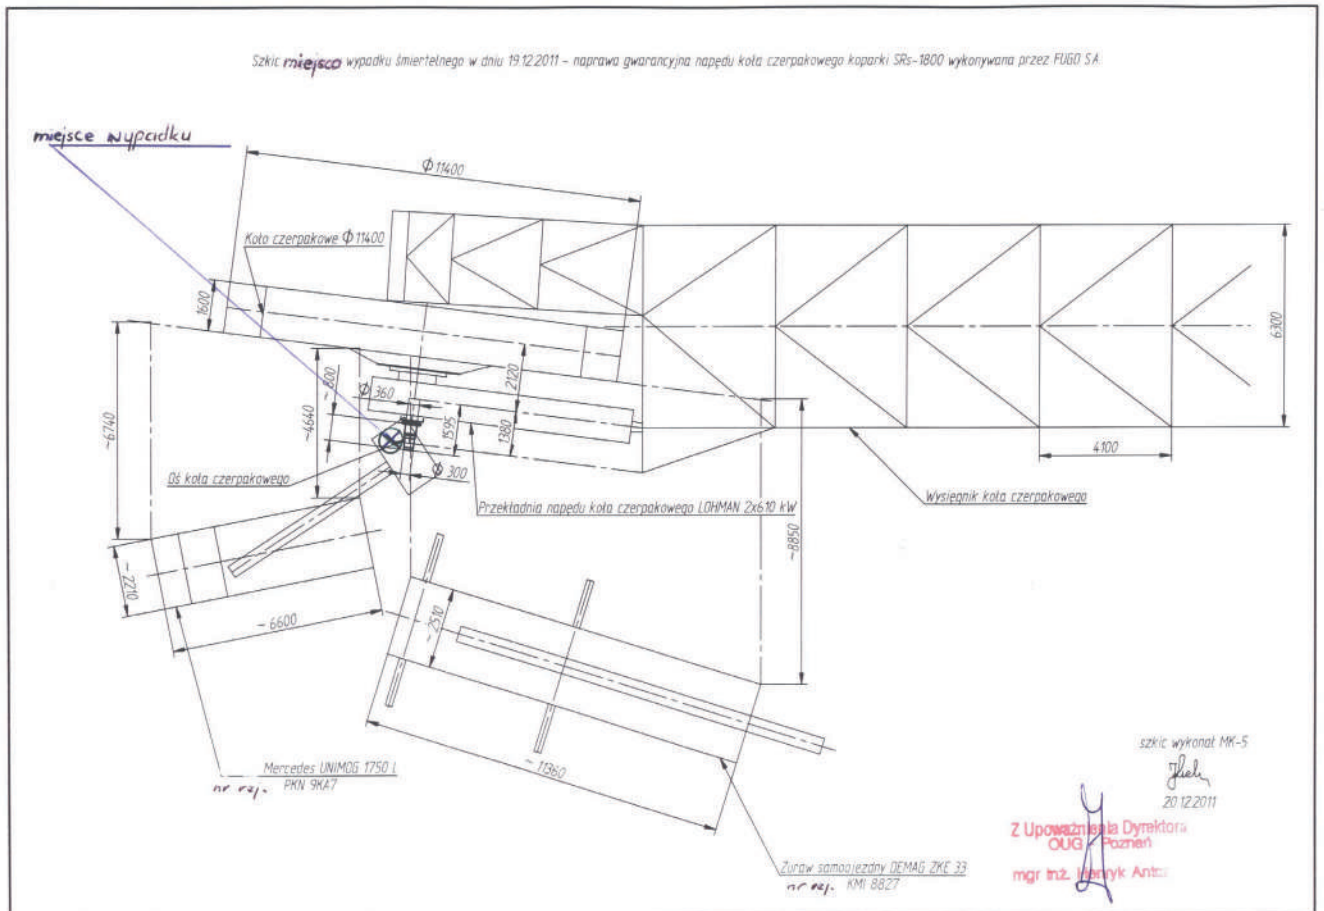 Szkic miejsca wypadku śmiertelnego w dniu 19.12.2011 - naprawa gwarancyjna napędu koła czerpakowego koparki SRs-1800 wykonywana przez FUGO S.A.
miejsce wypadku
Φ11400
Koło czerpakowe Φ11400
1600
6300
~800
Φ 360
2120
~6740
~4640
1595
1380
4100
Φ 300
Oś koła czerpakowego
Przekładnia napędu koła czerpakowego LOHMAN 2x610 kW
Wysięgnik koła czerpakowego
~8850
~ 2210
~ 6600
~ 2510
~ 11360
Mercedes UNIMOG 1750 L
nr rej. PKN 9KA7
Żuraw samojezdny DEMAG ZKE 33
nr rej. KMI 8827
szkic wykonał MK-5
20.12.2011
Z Upoważnienia Dyrektora
OUG Poznań
mgr inż. Henryk